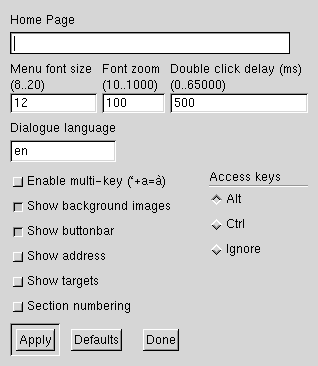 Home Page
Menu font size Font zoom Double click delay (ms)
(8..20) (10..1000) (0..65000)
12 100 500
Dialogue language
en
Enable multi-key (`+a=à)
Access keys
Show background images Alt
Show buttonbar Ctrl
Show address Ignore
Show targets
Section numbering
Apply Defaults Done